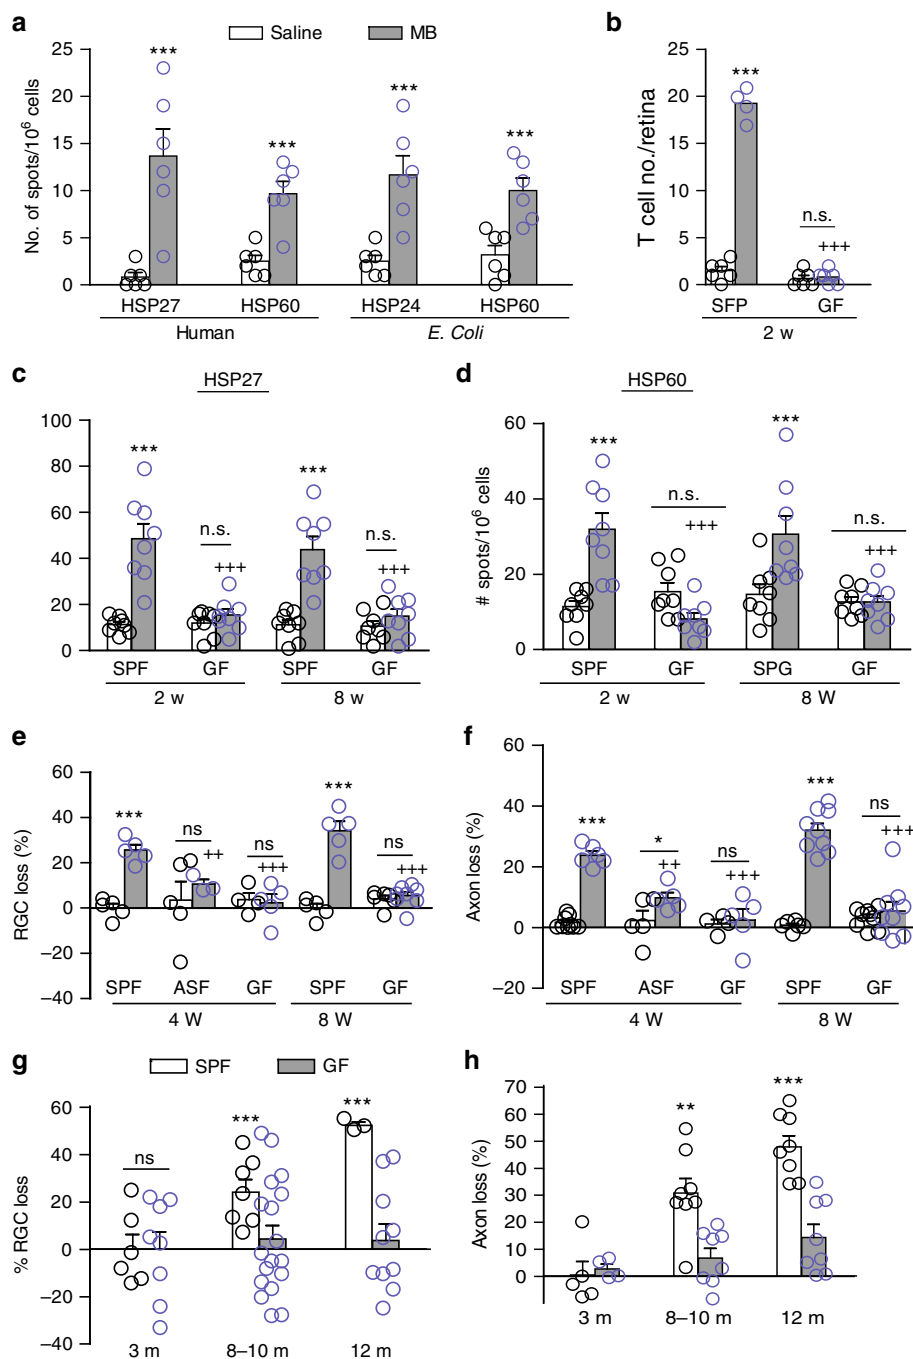 a
Saline MB
b
No. of spots/10⁶ cells
25
20
15
10
5
0
***
***
***
***
HSP27 HSP60 HSP24 HSP60
Human E. Coli
T cell no./retina
25
20
15
10
5
0
***
n.s.
+++
SFP GF
2 w
c
HSP27
100
80
60
40
20
0
***
n.s.
+++
***
n.s.
+++
SPF GF SPF GF
2 w 8 w
d
HSP60
# spots/10⁶ cells
60
40
20
0
***
n.s.
+++
***
n.s.
+++
SPF GF SPG GF
2 w 8 W
e
RGC loss (%)
60
40
20
0
−20
−40
***
ns
++
ns
+++
***
ns
+++
SPF ASF GF SPF GF
4 W 8 W
f
Axon loss (%)
60
40
20
0
−20
***
*
++
ns
+++
***
ns
+++
SPF ASF GF SPF GF
4 W 8 W
g
SPF GF
% RGC loss
60
40
20
0
−20
−40
ns
***
***
3 m 8–10 m 12 m
h
Axon loss (%)
70
60
50
40
30
20
10
0
**
***
3 m 8–10 m 12 m